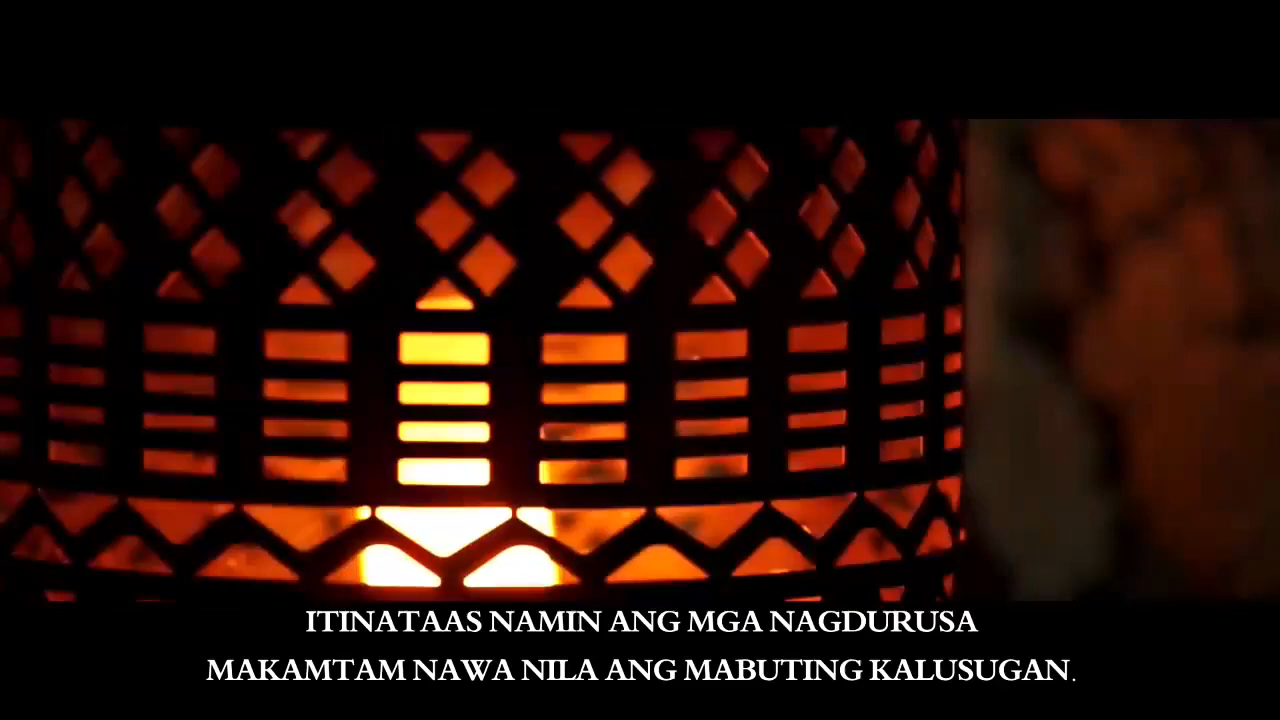 ITINATAAS NAMIN ANG MGA NAGDURUSA
MAKAMTAM NAWA NILA ANG MABUTING KALUSUGAN.